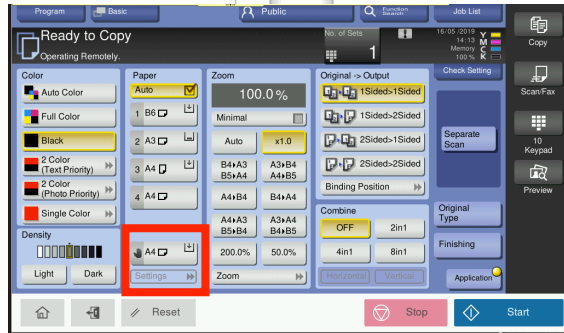 Program
Basic
Public
Function Search
Job List
Ready to Copy
Operating Remotely.
No. of Sets
1
16/05/2019
14:13
Memory
100 %
Y
M
C
K
Copy
Scan/Fax
10 Keypad
Preview
Color
Auto Color
Full Color
Black
2 Color
(Text Priority)
2 Color
(Photo Priority)
Single Color
Density
Light
Dark
Paper
Auto
1 B6
2 A3
3 A4
4 A4
A4
Settings
Zoom
100.0 %
Minimal
Auto
x1.0
B4▸A3
B5▸A4
A3▸B4
A4▸B5
A4▸B4
B4▸A4
A4▸A3
B5▸B4
A3▸A4
B4▸B5
200.0%
50.0%
Zoom
Original -> Output
1Sided>1Sided
1Sided>2Sided
2Sided>1Sided
2Sided>2Sided
Binding Position
Combine
OFF
2in1
4in1
8in1
Horizontal
Vertical
Check Setting
Separate
Scan
Original
Type
Finishing
Application
Reset
Stop
Start